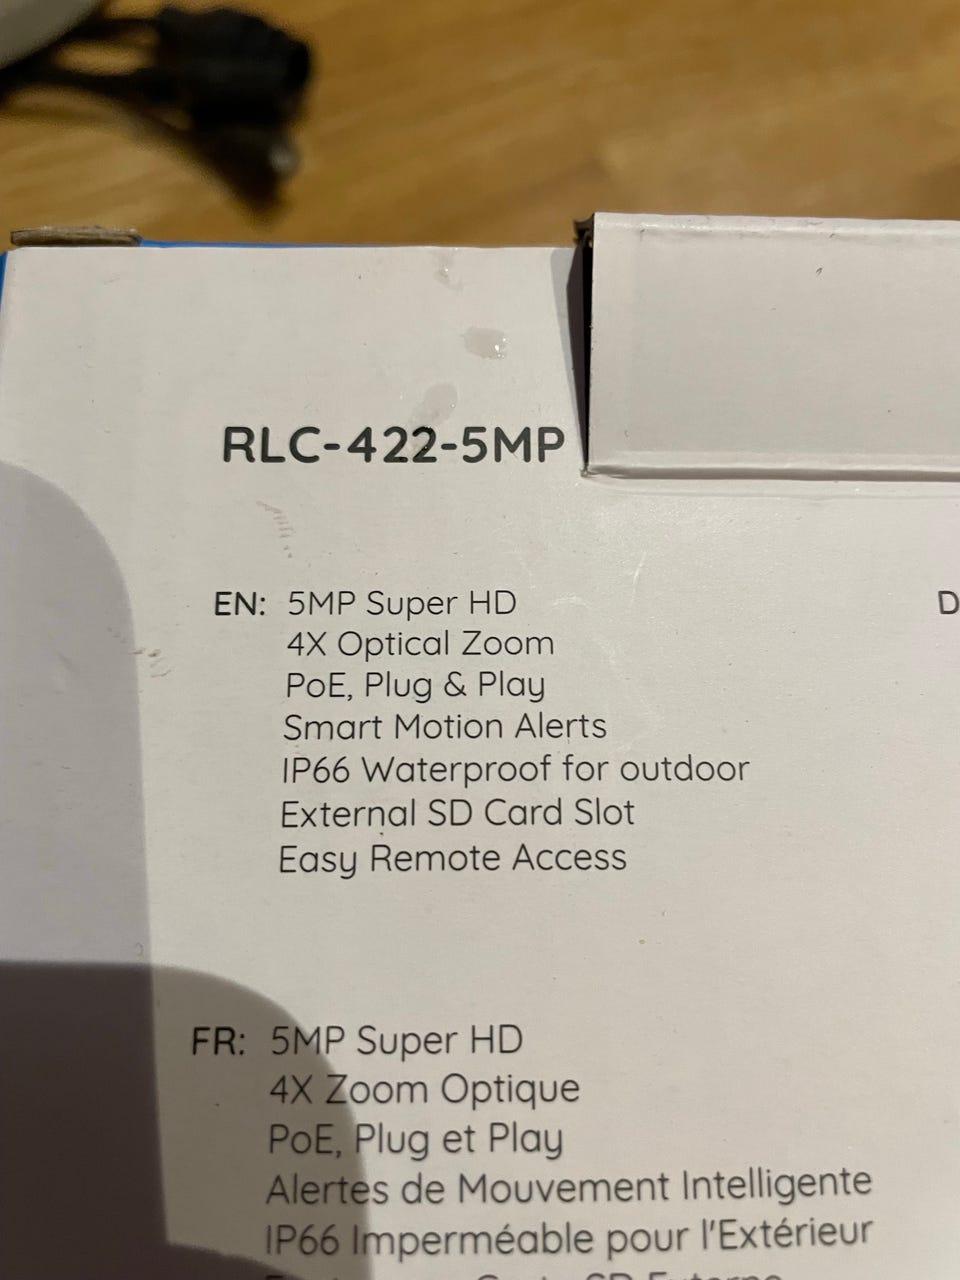 RLC-422-5MP
EN: 5MP Super HD
4X Optical Zoom
PoE, Plug & Play
Smart Motion Alerts
IP66 Waterproof for outdoor
External SD Card Slot
Easy Remote Access
D
FR: 5MP Super HD
4X Zoom Optique
PoE, Plug et Play
Alertes de Mouvement Intelligente
IP66 Imperméable pour l'Extérieur